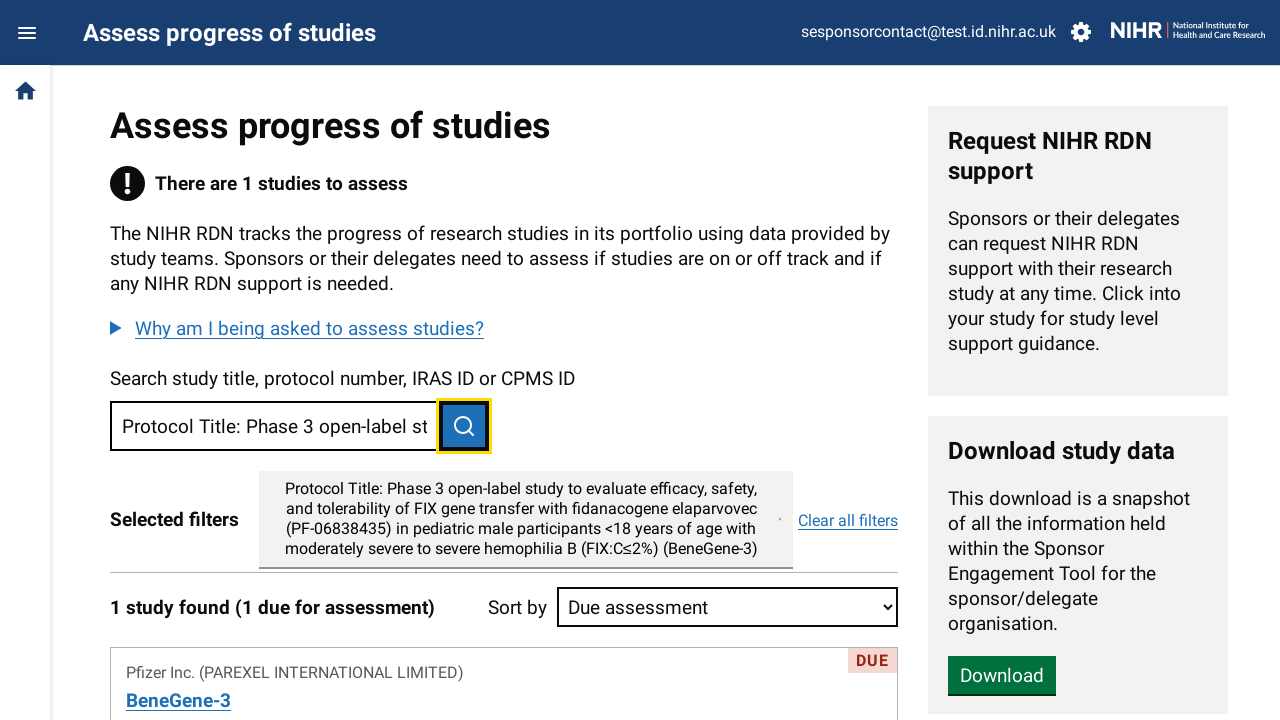 Assess progress of studies
sesponsorcontact@test.id.nihr.ac.uk
NIHR
National Institute for
Health and Care Research
Assess progress of studies
There are 1 studies to assess
The NIHR RDN tracks the progress of research studies in its portfolio using data provided by
study teams. Sponsors or their delegates need to assess if studies are on or off track and if
any NIHR RDN support is needed.
Why am I being asked to assess studies?
Search study title, protocol number, IRAS ID or CPMS ID
Protocol Title: Phase 3 open-label st
Selected filters
Protocol Title: Phase 3 open-label study to evaluate efficacy, safety,
and tolerability of FIX gene transfer with fidanacogene elaparvovec
(PF-06838435) in pediatric male participants <18 years of age with
moderately severe to severe hemophilia B (FIX:C≤2%) (BeneGene-3)
Clear all filters
1 study found (1 due for assessment)
Sort by
Due assessment
DUE
Pfizer Inc. (PAREXEL INTERNATIONAL LIMITED)
BeneGene-3
Request NIHR RDN
support
Sponsors or their delegates
can request NIHR RDN
support with their research
study at any time. Click into
your study for study level
support guidance.
Download study data
This download is a snapshot
of all the information held
within the Sponsor
Engagement Tool for the
sponsor/delegate
organisation.
Download